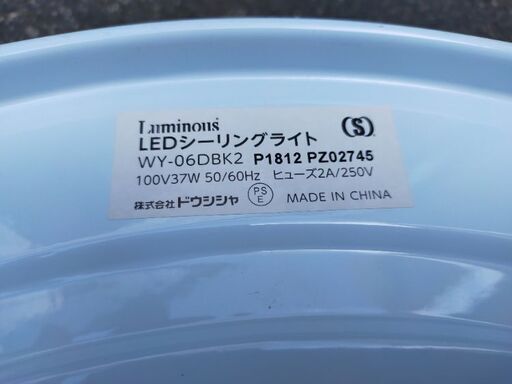 Luminous
LEDシーリングライト
(S)
WY-06DBK2 P1812 PZ02745
100V37W 50/60Hz ヒューズ2A/250V
株式会社ドウシシャ PSE MADE IN CHINA